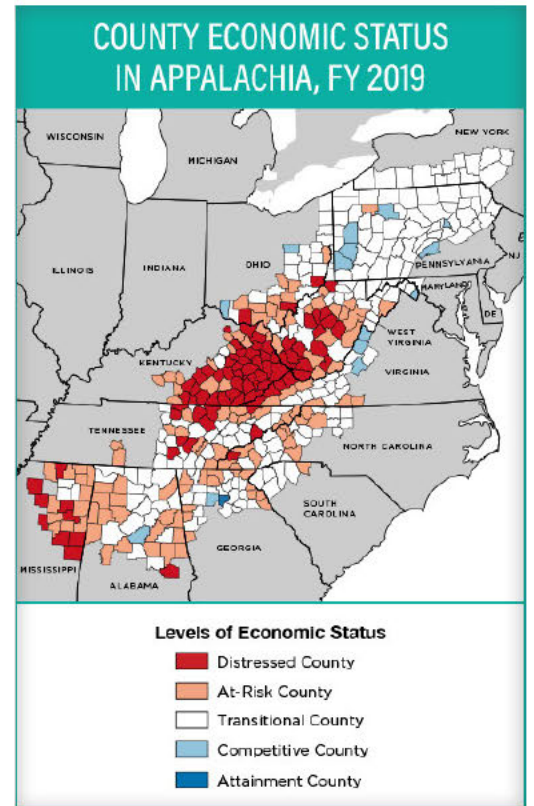 COUNTY ECONOMIC STATUS
IN APPALACHIA, FY 2019
WISCONSIN
NEW YORK
MICHIGAN
ILLINOIS
INDIANA
OHIO
PENNSYLVANIA
NJ
MARYLAND
DE
WEST
VIRGINIA
KENTUCKY
VIRGINIA
TENNESSEE
NORTH CAROLINA
SOUTH
CAROLINA
GEORGIA
MISSISSIPPI
ALABAMA
Levels of Economic Status
Distressed County
At-Risk County
Transitional County
Competitive County
Attainment County